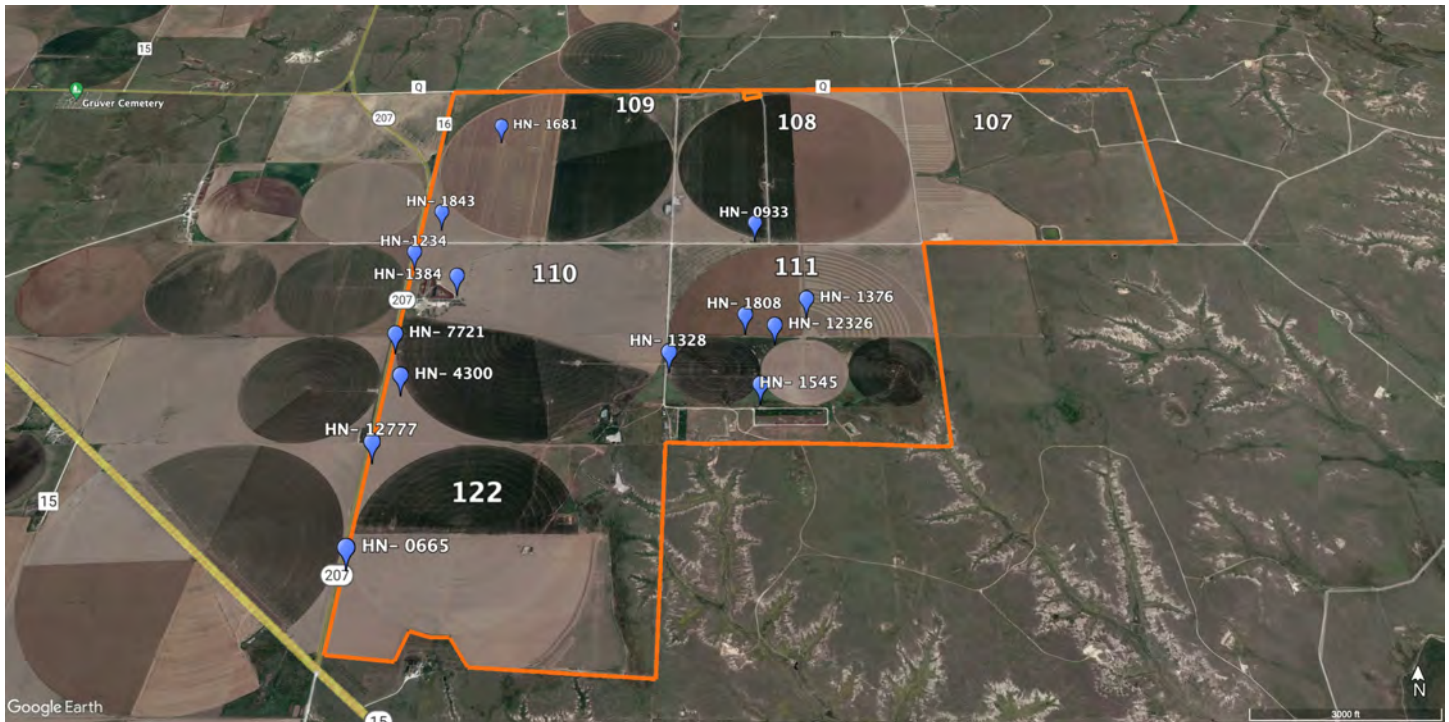 15
Gruver Cemetery
Q
Q
207
16
109
108
107
HN- 1681
HN- 1843
HN- 0933
HN-1234
HN-1384
110
111
207
HN- 1376
HN- 1808
HN- 12326
HN- 7721
HN- 1328
HN- 4300
HN- 1545
HN- 12777
122
15
HN- 0665
207
N
Google Earth
3000 ft
15